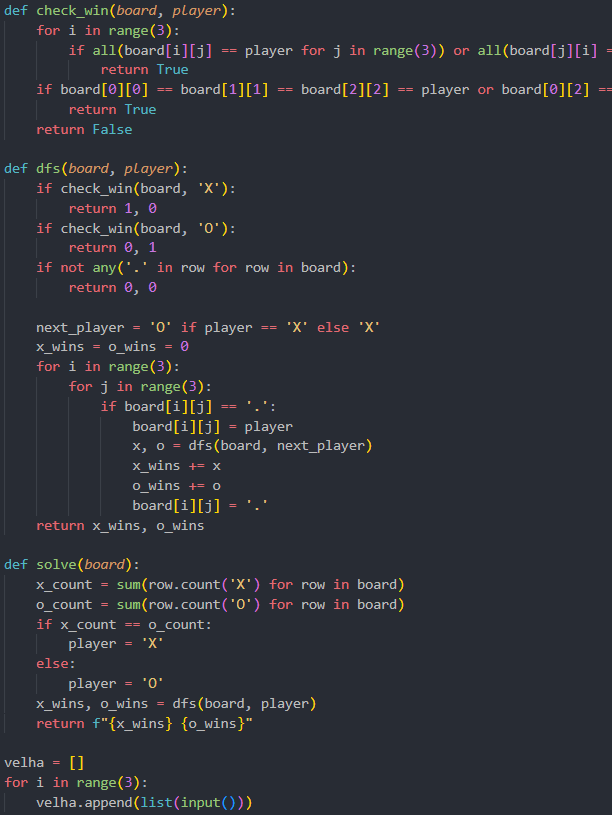 def check_win(board, player):
    for i in range(3):
        if all(board[i][j] == player for j in range(3)) or all(board[j][i] =
            return True
    if board[0][0] == board[1][1] == board[2][2] == player or board[0][2] ==
        return True
    return False

def dfs(board, player):
    if check_win(board, 'X'):
        return 1, 0
    if check_win(board, 'O'):
        return 0, 1
    if not any('.' in row for row in board):
        return 0, 0

    next_player = 'O' if player == 'X' else 'X'
    x_wins = o_wins = 0
    for i in range(3):
        for j in range(3):
            if board[i][j] == '.':
                board[i][j] = player
                x, o = dfs(board, next_player)
                x_wins += x
                o_wins += o
                board[i][j] = '.'
    return x_wins, o_wins

def solve(board):
    x_count = sum(row.count('X') for row in board)
    o_count = sum(row.count('O') for row in board)
    if x_count == o_count:
        player = 'X'
    else:
        player = 'O'
    x_wins, o_wins = dfs(board, player)
    return f"{x_wins} {o_wins}"

velha = []
for i in range(3):
    velha.append(list(input()))